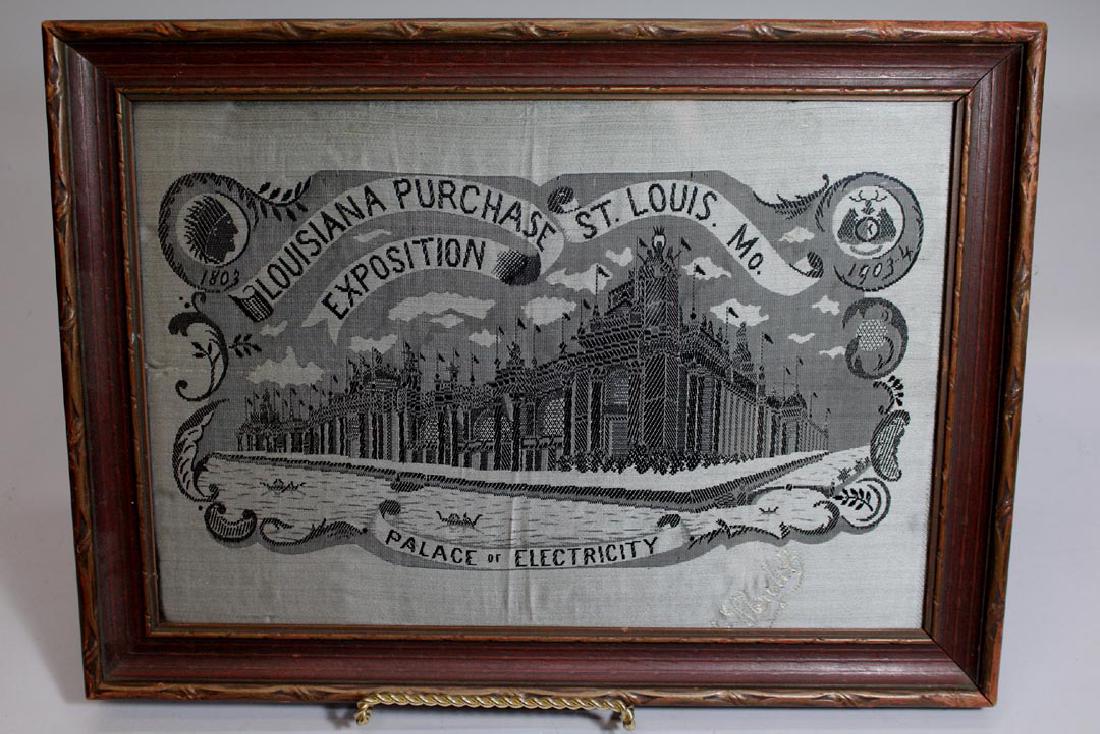 LOUISIANA PURCHASE
EXPOSITION
ST. LOUIS. Mo.
1803
1903-4
PALACE OF ELECTRICITY